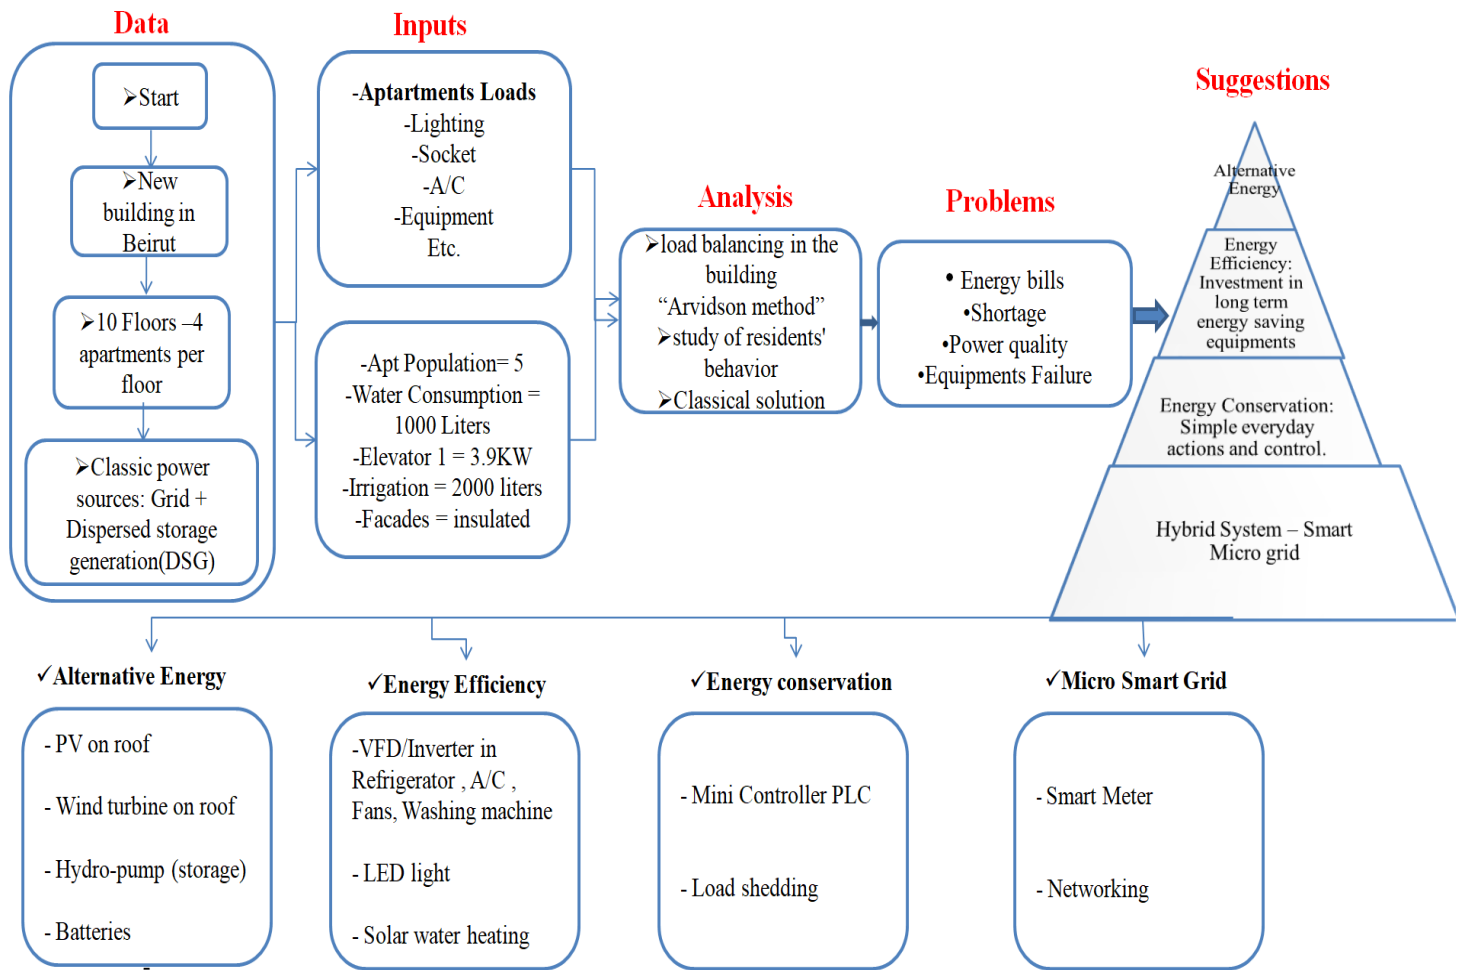 Data
➢Start
➢New
building in
Beirut
➢10 Floors –4
apartments per
floor
➢Classic power
sources: Grid +
Dispersed storage
generation(DSG)
Inputs
-Aptartments Loads
-Lighting
-Socket
-A/C
-Equipment
Etc.
-Apt Population= 5
-Water Consumption =
1000 Liters
-Elevator 1 = 3.9KW
-Irrigation = 2000 liters
-Facades = insulated
Analysis
➢load balancing in the
building
“Arvidson method”
➢study of residents'
behavior
➢Classical solution
Problems
• Energy bills
•Shortage
•Power quality
•Equipments Failure
Suggestions
Alternative
Energy
Energy
Efficiency:
Investment in
long term
energy saving
equipments
Energy Conservation:
Simple everyday
actions and control.
Hybrid System – Smart
Micro grid
✓Alternative Energy
- PV on roof
- Wind turbine on roof
- Hydro-pump (storage)
- Batteries
-
✓Energy Efficiency
-VFD/Inverter in
Refrigerator , A/C ,
Fans, Washing machine
- LED light
- Solar water heating
✓Energy conservation
- Mini Controller PLC
- Load shedding
✓Micro Smart Grid
- Smart Meter
- Networking